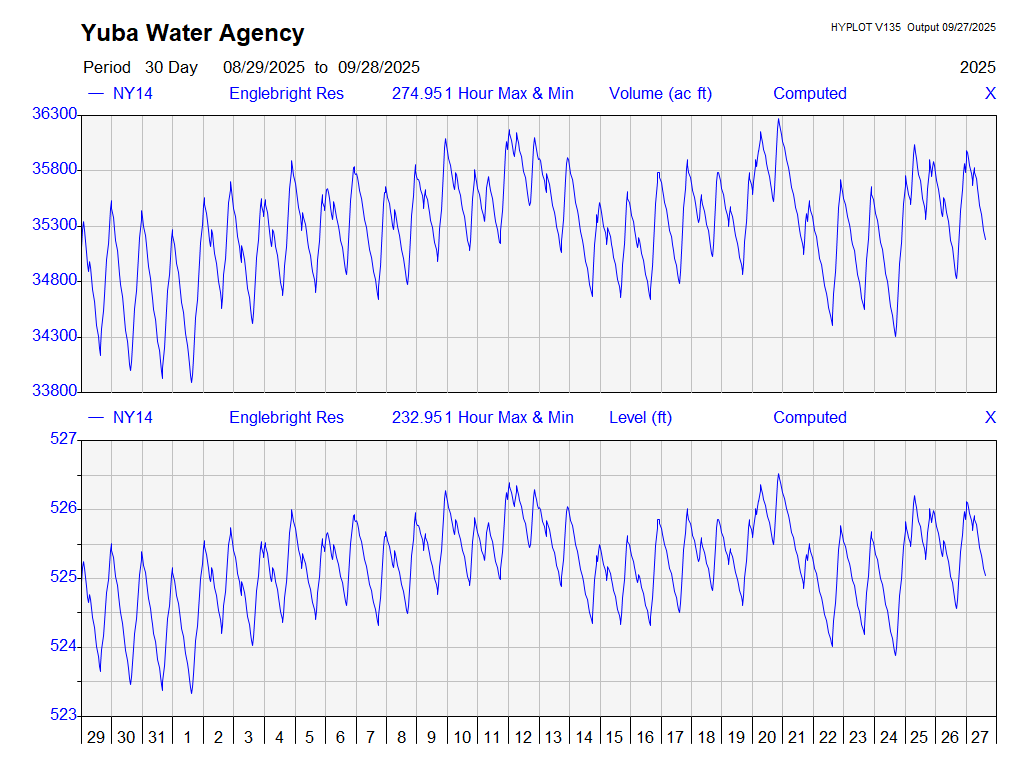 Yuba Water Agency
HYPLOT V135 Output 09/27/2025
Period 30 Day 08/29/2025 to 09/28/2025 2025
NY14 Englebright Res 274.951 Hour Max & Min Volume (ac ft) Computed X
36300
35800
35300
34800
34300
33800
NY14 Englebright Res 232.951 Hour Max & Min Level (ft) Computed X
527
526
525
524
523
29 30 31 1 2 3 4 5 6 7 8 9 10 11 12 13 14 15 16 17 18 19 20 21 22 23 24 25 26 27